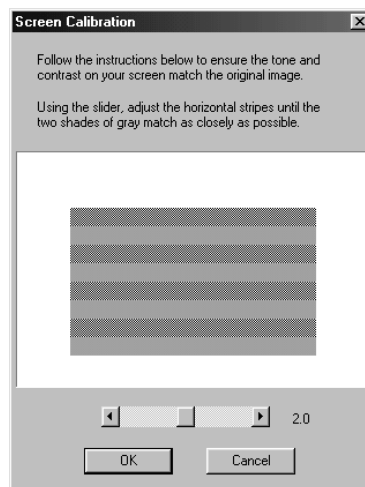 Screen Calibration
Follow the instructions below to ensure the tone and
contrast on your screen match the original image.
Using the slider, adjust the horizontal stripes until the
two shades of gray match as closely as possible.
2.0
OK
Cancel